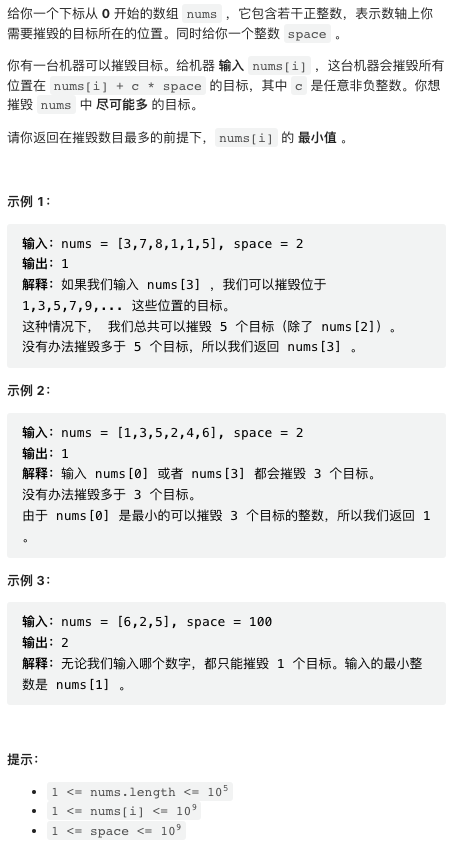 给你一个下标从 0 开始的数组 nums ，它包含若干正整数，表示数轴上你
需要摧毁的目标所在的位置。同时给你一个整数 space 。
你有一台机器可以摧毁目标。给机器 输入 nums[i] ，这台机器会摧毁所有
位置在 nums[i] + c * space 的目标，其中 c 是任意非负整数。你想
摧毁 nums 中 尽可能多 的目标。
请你返回在摧毁数目最多的前提下，nums[i] 的 最小值 。
示例 1：
输入：nums = [3,7,8,1,1,5], space = 2
输出：1
解释：如果我们输入 nums[3] ，我们可以摧毁位于
1,3,5,7,9,... 这些位置的目标。
这种情况下， 我们总共可以摧毁 5 个目标（除了 nums[2]）。
没有办法摧毁多于 5 个目标，所以我们返回 nums[3] 。
示例 2：
输入：nums = [1,3,5,2,4,6], space = 2
输出：1
解释：输入 nums[0] 或者 nums[3] 都会摧毁 3 个目标。
没有办法摧毁多于 3 个目标。
由于 nums[0] 是最小的可以摧毁 3 个目标的整数，所以我们返回 1
。
示例 3：
输入：nums = [6,2,5], space = 100
输出：2
解释：无论我们输入哪个数字，都只能摧毁 1 个目标。输入的最小整
数是 nums[1] 。
提示：
• 1 <= nums.length <= 10⁵
• 1 <= nums[i] <= 10⁹
• 1 <= space <= 10⁹